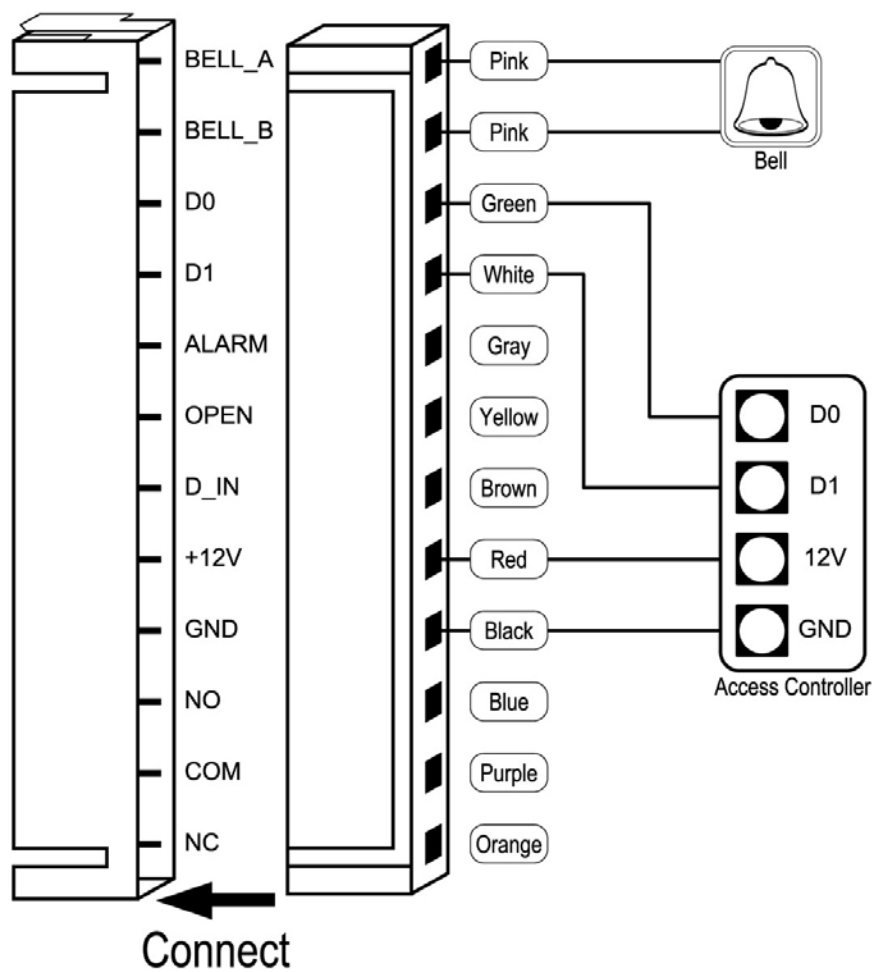 BELL_A
Pink
BELL_B
Pink
Bell
D0
Green
D1
White
ALARM
Gray
OPEN
Yellow
D0
D_IN
Brown
D1
+12V
Red
12V
GND
Black
GND
Access Controller
NO
Blue
COM
Purple
NC
Orange
Connect